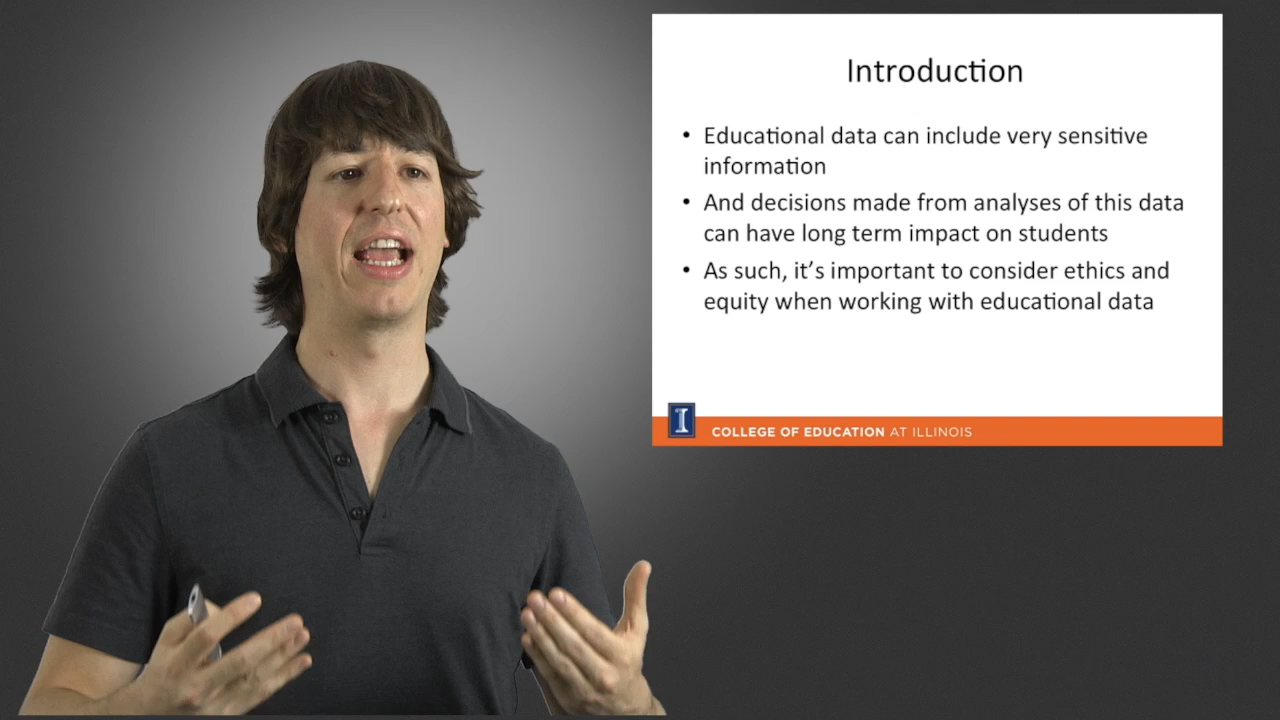 Introduction
• Educational data can include very sensitive
information
• And decisions made from analyses of this data
can have long term impact on students
• As such, it’s important to consider ethics and
equity when working with educational data
I
COLLEGE OF EDUCATION AT ILLINOIS